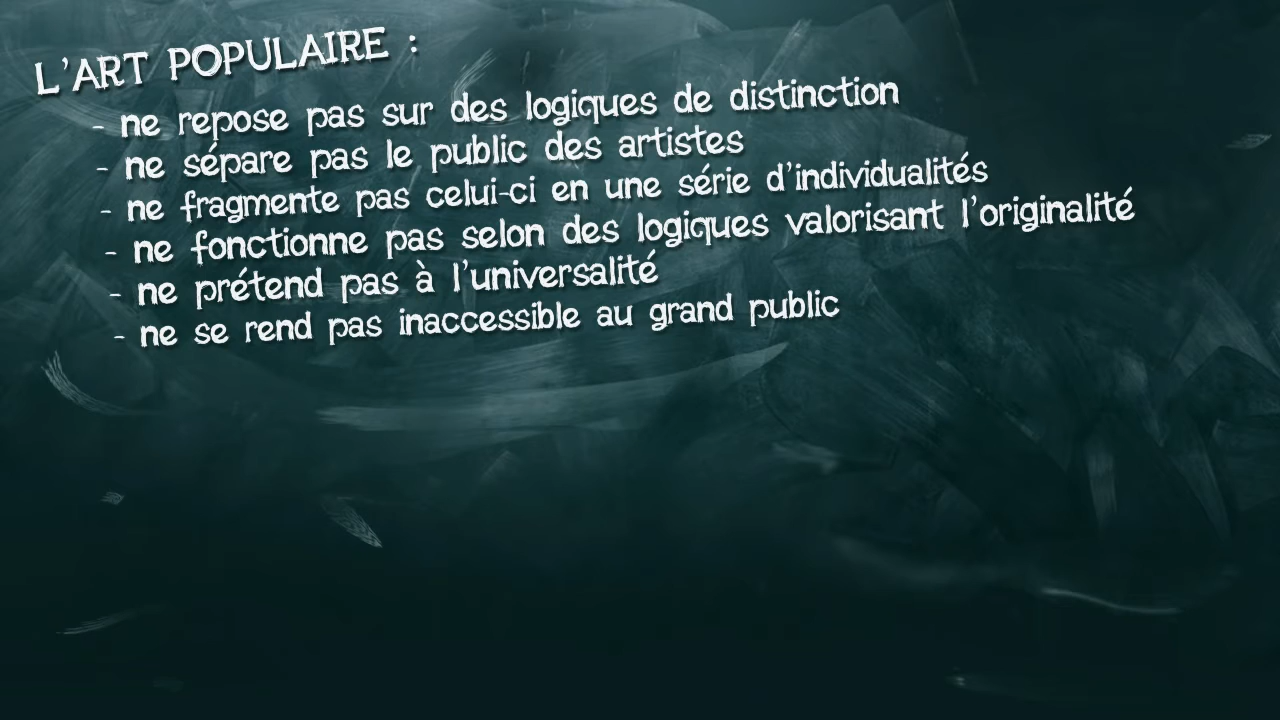 L'ART POPULAIRE :
- ne repose pas sur des logiques de distinction
- ne sépare pas le public des artistes
- ne fragmente pas celui-ci en une série d'individualités
- ne fonctionne pas selon des logiques valorisant l'originalité
- ne prétend pas à l'universalité
- ne se rend pas inaccessible au grand public